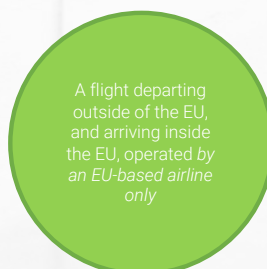 A flight departing
outside of the EU,
and arriving inside
the EU, operated by
an EU-based airline
only